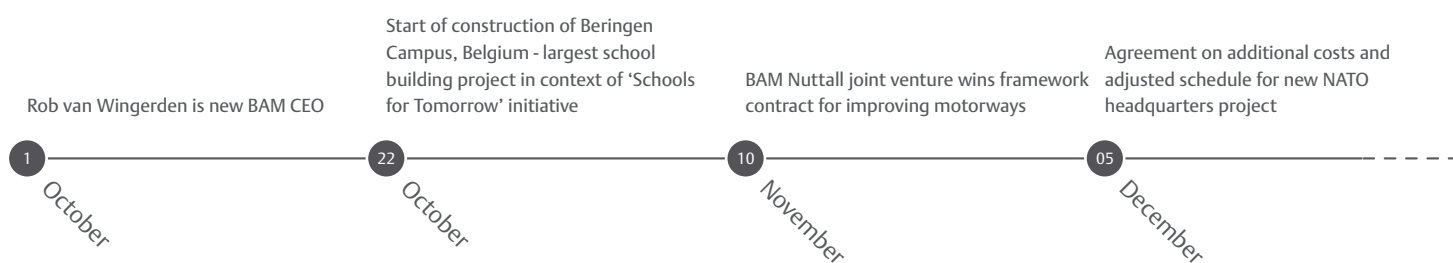 Rob van Wingerden is new BAM CEO
1
October
Start of construction of Beringen
Campus, Belgium - largest school
building project in context of ‘Schools
for Tomorrow’ initiative
22
October
BAM Nuttall joint venture wins framework
contract for improving motorways
10
November
Agreement on additional costs and
adjusted schedule for new NATO
headquarters project
05
December